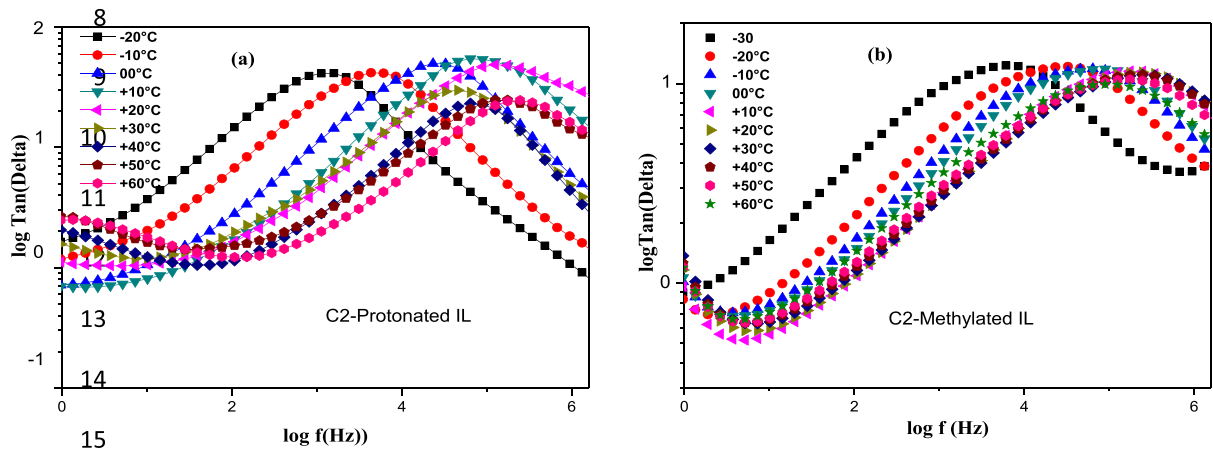 8
9
10
11
12
13
14
15
2
1
0
-1
log Tan(Delta)
(a)
-20°C
-10°C
00°C
+10°C
+20°C
+30°C
+40°C
+50°C
+60°C
C2-Protonated IL
0 2 4 6
log f(Hz))
1
0
logTan(Delta)
(b)
-30
-20°C
-10°C
00°C
+10°C
+20°C
+30°C
+40°C
+50°C
+60°C
C2-Methylated IL
0 2 4 6
log f (Hz)